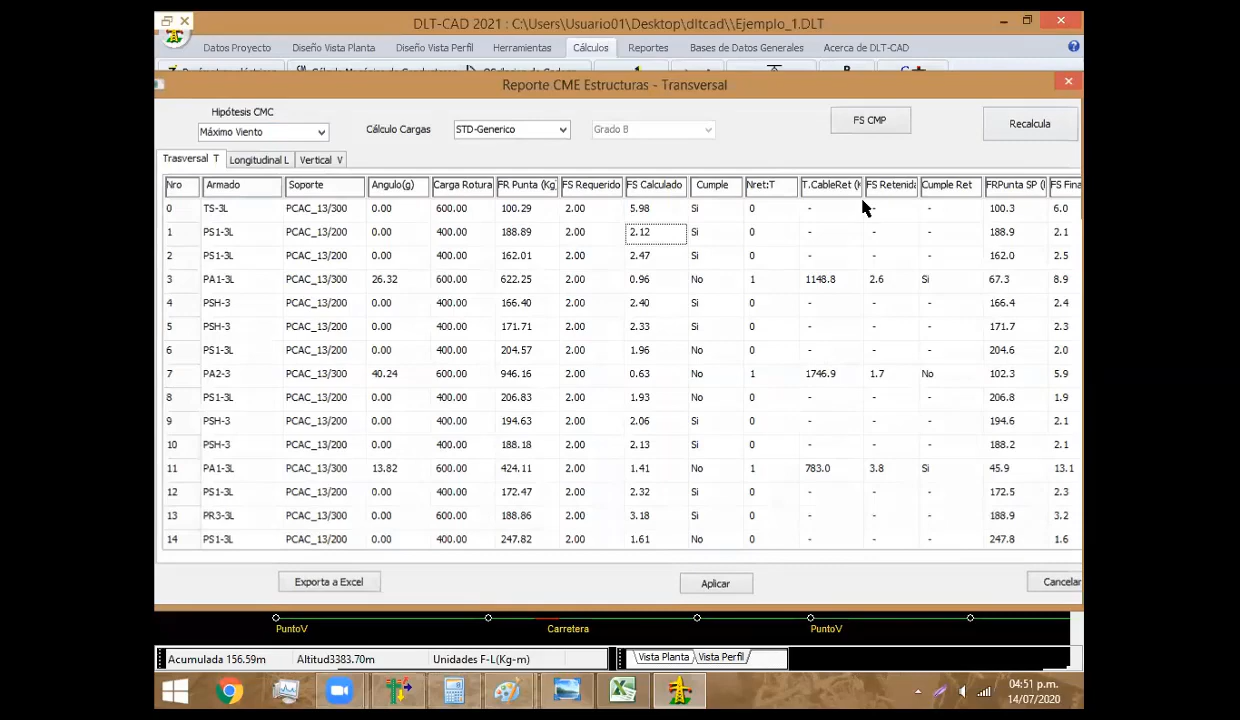 DLT-CAD 2021 : C:\Users\Usuario01\Desktop\dltcad\\Ejemplo_1.DLT
Datos Proyecto Diseño Vista Planta Diseño Vista Perfil Herramientas Cálculos Reportes Bases de Datos Generales Acerca de DLT-CAD
Reporte CME Estructuras - Transversal
Hipótesis CMC
Máximo Viento
Cálculo Cargas STD-Generico Grado B FS CMP Recalcula
Trasversal T Longitudinal L Vertical V
Nro Armado Soporte Angulo(g) Carga Rotura FR Punta (Kg) FS Requerido FS Calculado Cumple Nret:T T.CableRet (K FS Retenida Cumple Ret FRPunta SP ( FS Fina
0 TS-3L PCAC_13/300 0.00 600.00 100.29 2.00 5.98 Si 0 - - - 100.3 6.0
1 PS1-3L PCAC_13/200 0.00 400.00 188.89 2.00 2.12 Si 0 - - - 188.9 2.1
2 PS1-3L PCAC_13/200 0.00 400.00 162.01 2.00 2.47 Si 0 - - - 162.0 2.5
3 PA1-3L PCAC_13/300 26.32 600.00 622.25 2.00 0.96 No 1 1148.8 2.6 Si 67.3 8.9
4 PSH-3 PCAC_13/200 0.00 400.00 166.40 2.00 2.40 Si 0 - - - 166.4 2.4
5 PSH-3 PCAC_13/200 0.00 400.00 171.71 2.00 2.33 Si 0 - - - 171.7 2.3
6 PS1-3L PCAC_13/200 0.00 400.00 204.57 2.00 1.96 No 0 - - - 204.6 2.0
7 PA2-3 PCAC_13/300 40.24 600.00 946.16 2.00 0.63 No 1 1746.9 1.7 No 102.3 5.9
8 PS1-3L PCAC_13/200 0.00 400.00 206.83 2.00 1.93 No 0 - - - 206.8 1.9
9 PSH-3 PCAC_13/200 0.00 400.00 194.63 2.00 2.06 Si 0 - - - 194.6 2.1
10 PSH-3 PCAC_13/200 0.00 400.00 188.18 2.00 2.13 Si 0 - - - 188.2 2.1
11 PA1-3L PCAC_13/300 13.82 600.00 424.11 2.00 1.41 No 1 783.0 3.8 Si 45.9 13.1
12 PS1-3L PCAC_13/200 0.00 400.00 172.47 2.00 2.32 Si 0 - - - 172.5 2.3
13 PR3-3L PCAC_13/300 0.00 600.00 188.86 2.00 3.18 Si 0 - - - 188.9 3.2
14 PS1-3L PCAC_13/200 0.00 400.00 247.82 2.00 1.61 No 0 - - - 247.8 1.6
Exporta a Excel Aplicar Cancelar
PuntoV Carretera PuntoV
Acumulada 156.59m Altitud3383.70m Unidades F-L(Kg-m) Vista Planta Vista Perfil
04:51 p.m.
14/07/2020